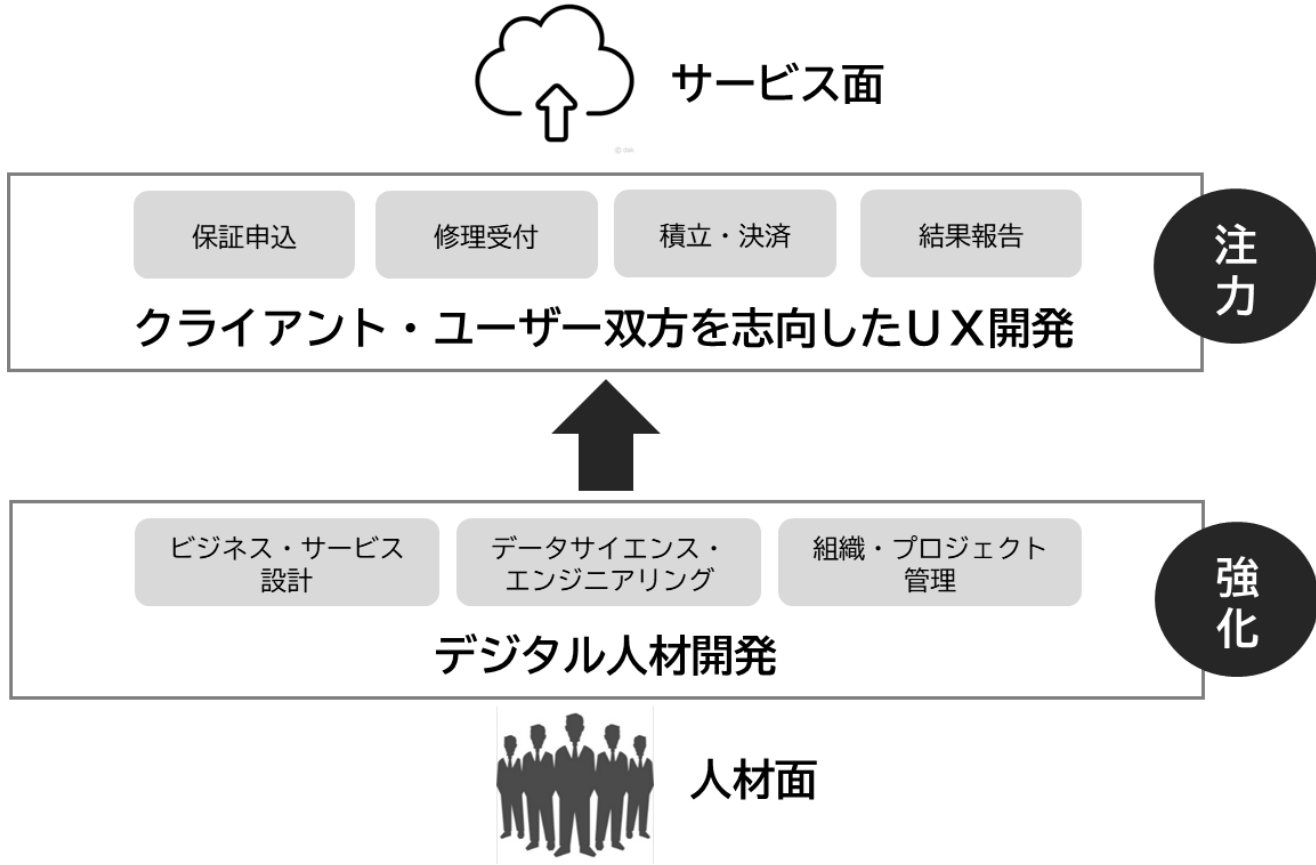 サービス面
保証申込
修理受付
積立・決済
結果報告
注力
クライアント・ユーザー双方を志向したＵＸ開発
ビジネス・サービス
設計
データサイエンス・
エンジニアリング
組織・プロジェクト
管理
強化
デジタル人材開発
人材面